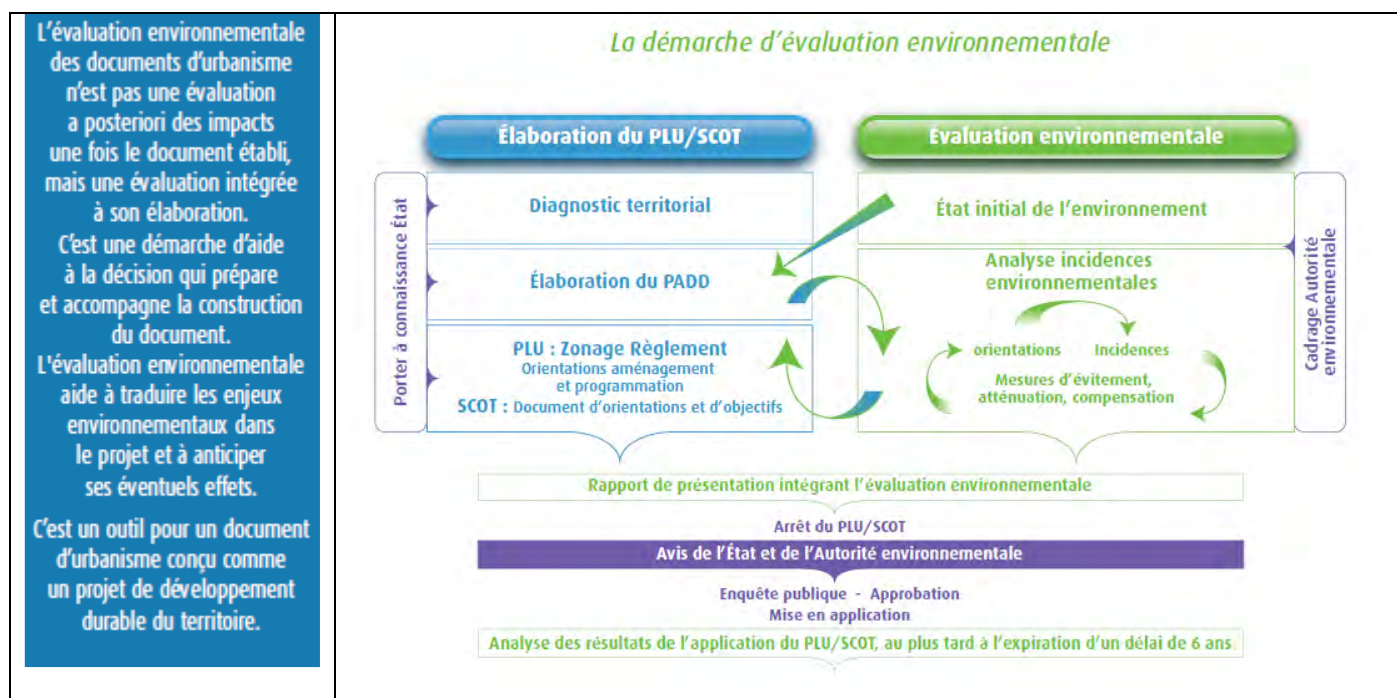 L'évaluation environnementale
des documents d'urbanisme
n'est pas une évaluation
a posteriori des impacts
une fois le document établi,
mais une évaluation intégrée
à son élaboration.
C'est une démarche d'aide
à la décision qui prépare
et accompagne la construction
du document.
L'évaluation environnementale
aide à traduire les enjeux
environnementaux dans
le projet et à anticiper
ses éventuels effets.
C'est un outil pour un document
d'urbanisme conçu comme
un projet de développement
durable du territoire.
La démarche d'évaluation environnementale
Élaboration du PLU/SCOT
Évaluation environnementale
Porter à connaissance État
Diagnostic territorial
État initial de l'environnement
Cadrage Autorité
environnementale
Élaboration du PADD
Analyse incidences
environnementales
PLU : Zonage Règlement
Orientations aménagement
et programmation
SCOT : Document d'orientations et d'objectifs
orientations
Incidences
Mesures d'évitement,
atténuation, compensation
Rapport de présentation intégrant l'évaluation environnementale
Arrêt du PLU/SCOT
Avis de l'État et de l'Autorité environnementale
Enquête publique - Approbation
Mise en application
Analyse des résultats de l'application du PLU/SCOT, au plus tard à l'expiration d'un délai de 6 ans